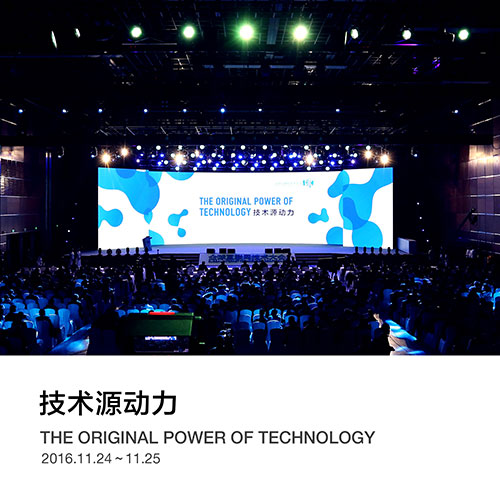 THE ORIGINAL POWER OF
TECHNOLOGY 技术源动力
技术源动力
THE ORIGINAL POWER OF TECHNOLOGY
2016.11.24~11.25